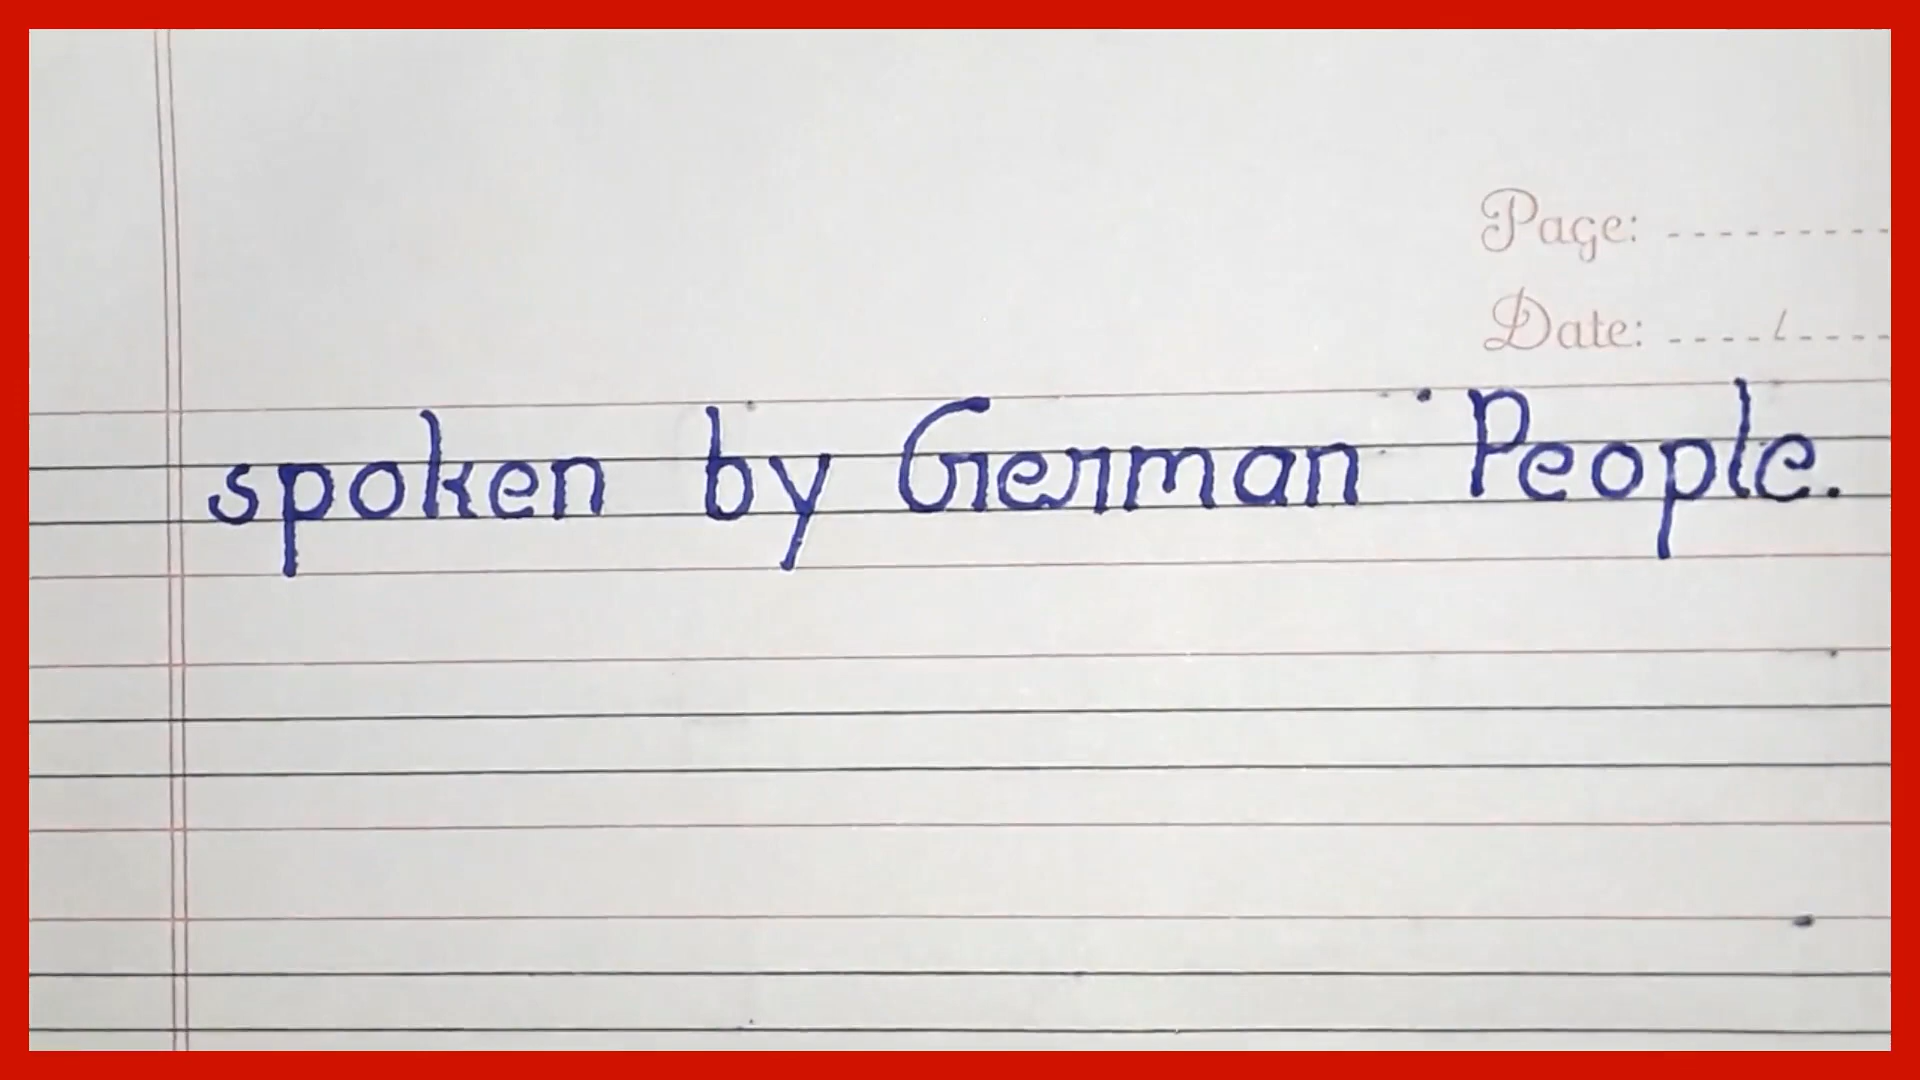 Page: ---------
Date: ----/----
spoken by German People.